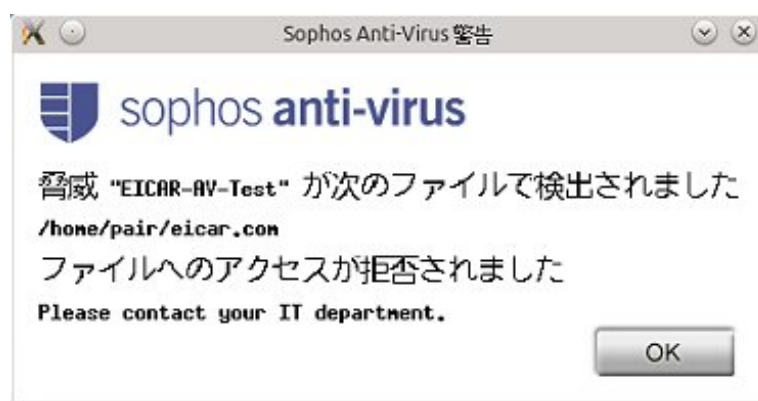 Sophos Anti-Virus 警告
sophos anti-virus
脅威 "EICAR-AV-Test" が次のファイルで検出されました
/home/pair/eicar.com
ファイルへのアクセスが拒否されました
Please contact your IT department.
OK